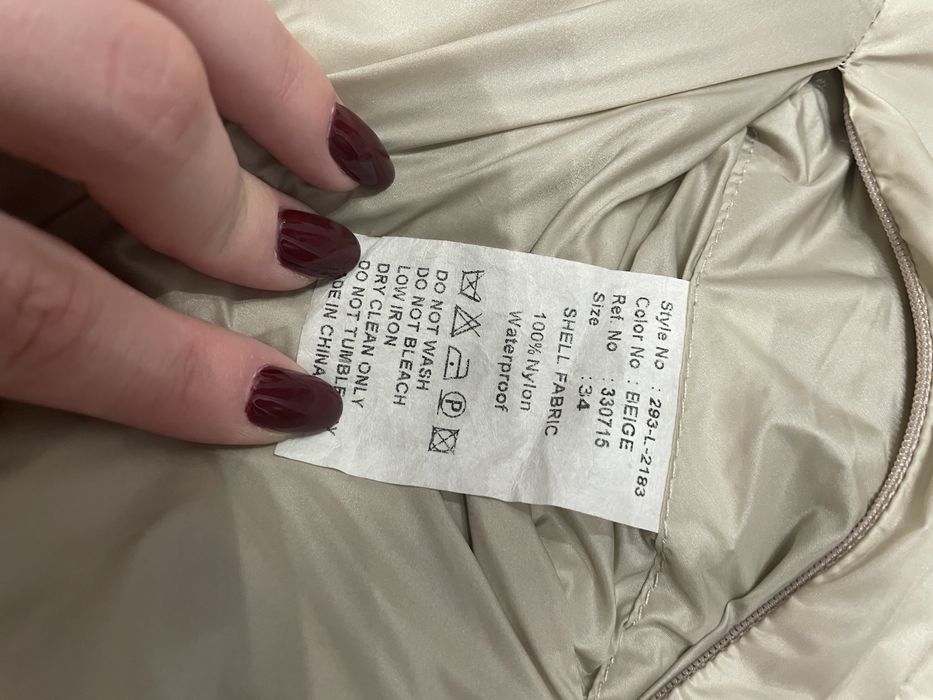 Style No : 293-L-2183
Color No : BEIGE
Ref. No : 330715
Size : 34
SHELL FABRIC
100%Nylon
Waterproof
P
DO NOT WASH
DO NOT BLEACH
LOW IRON
DRY CLEAN ONLY
DO NOT TUMBLE
IN CHINA